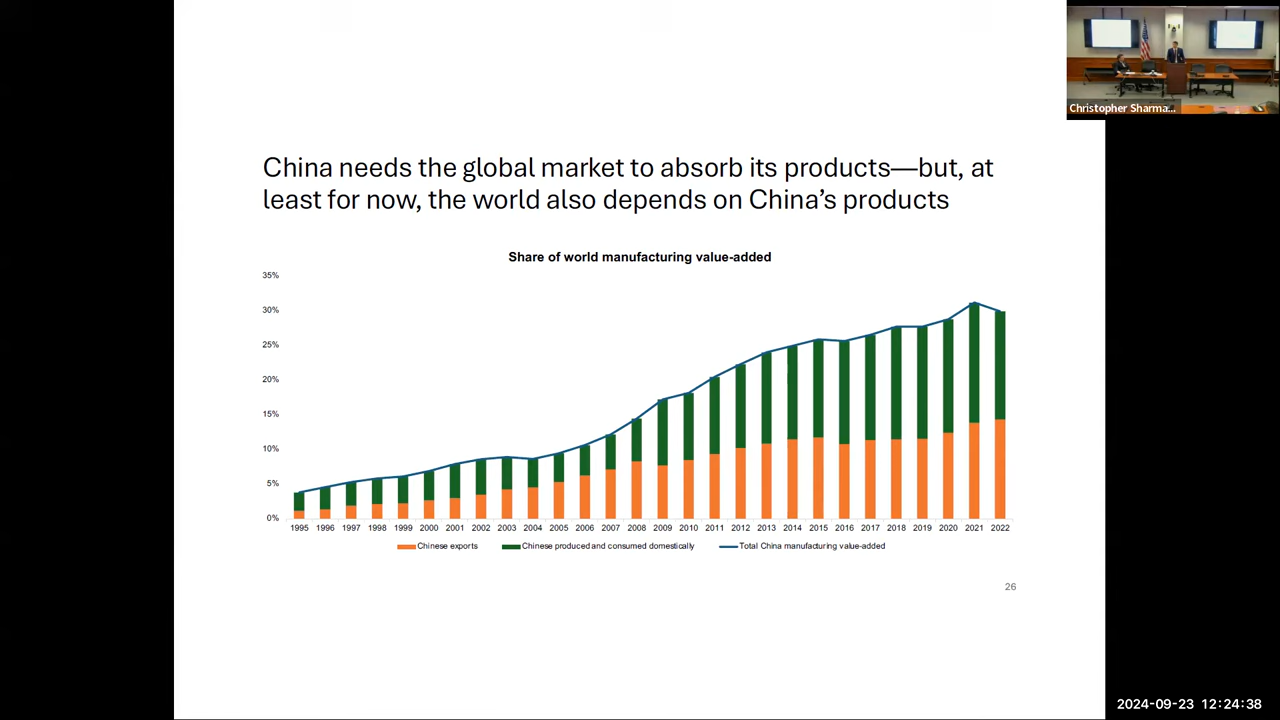 Christopher Sharma...
China needs the global market to absorb its products—but, at
least for now, the world also depends on China’s products
Share of world manufacturing value-added
35%
30%
25%
20%
15%
10%
5%
0%
1995 1996 1997 1998 1999 2000 2001 2002 2003 2004 2005 2006 2007 2008 2009 2010 2011 2012 2013 2014 2015 2016 2017 2018 2019 2020 2021 2022
Chinese exports Chinese produced and consumed domestically Total China manufacturing value-added
26
2024-09-23 12:24:38